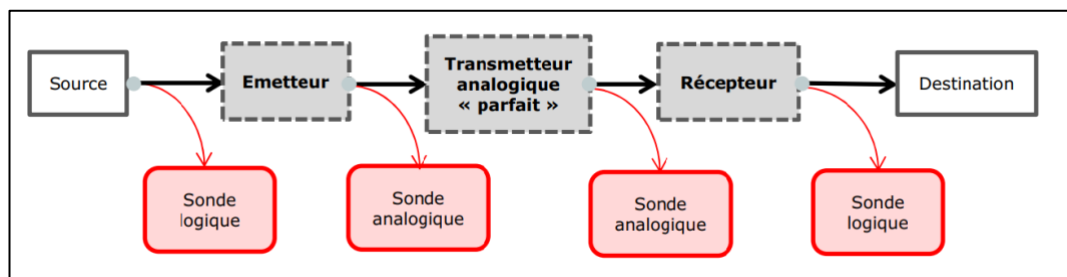 Source
Emetteur
Transmetteur
analogique
« parfait »
Récepteur
Destination
Sonde
logique
Sonde
analogique
Sonde
analogique
Sonde
logique